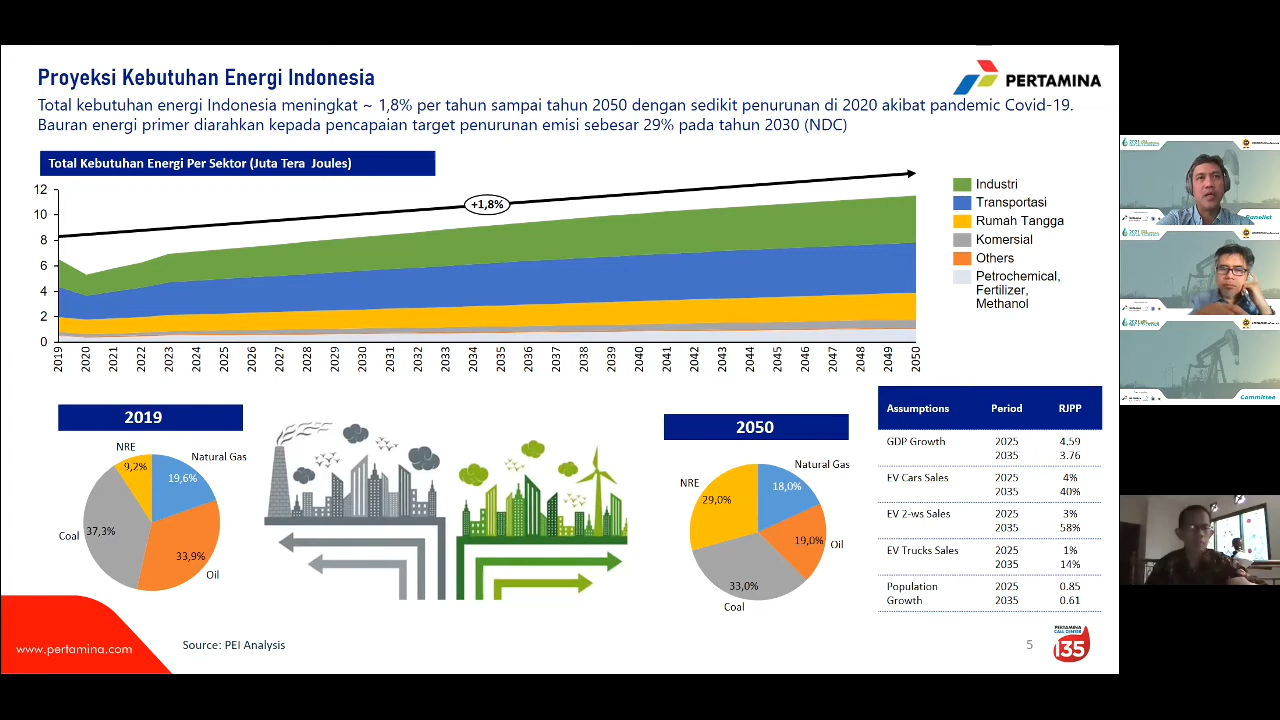 Proyeksi Kebutuhan Energi Indonesia
PERTAMINA
Total kebutuhan energi Indonesia meningkat ~ 1,8% per tahun sampai tahun 2050 dengan sedikit penurunan di 2020 akibat pandemic Covid-19.
Bauran energi primer diarahkan kepada pencapaian target penurunan emisi sebesar 29% pada tahun 2030 (NDC)
Total Kebutuhan Energi Per Sektor (Juta Tera Joules)
12
10
8
6
4
2
0
+1,8%
2019 2020 2021 2022 2023 2024 2025 2026 2027 2028 2029 2030 2031 2032 2033 2034 2035 2036 2037 2038 2039 2040 2041 2042 2043 2044 2045 2046 2047 2048 2049 2050
Industri
Transportasi
Rumah Tangga
Komersial
Others
Petrochemical,
Fertilizer,
Methanol
2019
NRE
9,2%
Natural Gas
19,6%
Coal
37,3%
33,9%
Oil
2050
Natural Gas
18,0%
NRE
29,0%
19,0%
Oil
33,0%
Coal
Assumptions Period RJPP
GDP Growth 2025 4.59
2035 3.76
EV Cars Sales 2025 4%
2035 40%
EV 2-ws Sales 2025 3%
2035 58%
EV Trucks Sales 2025 1%
2035 14%
Population 2025 0.85
Growth 2035 0.61
www.pertamina.com
Source: PEI Analysis
5
PERTAMINA
CALL CENTER
135
Panelist
Committee